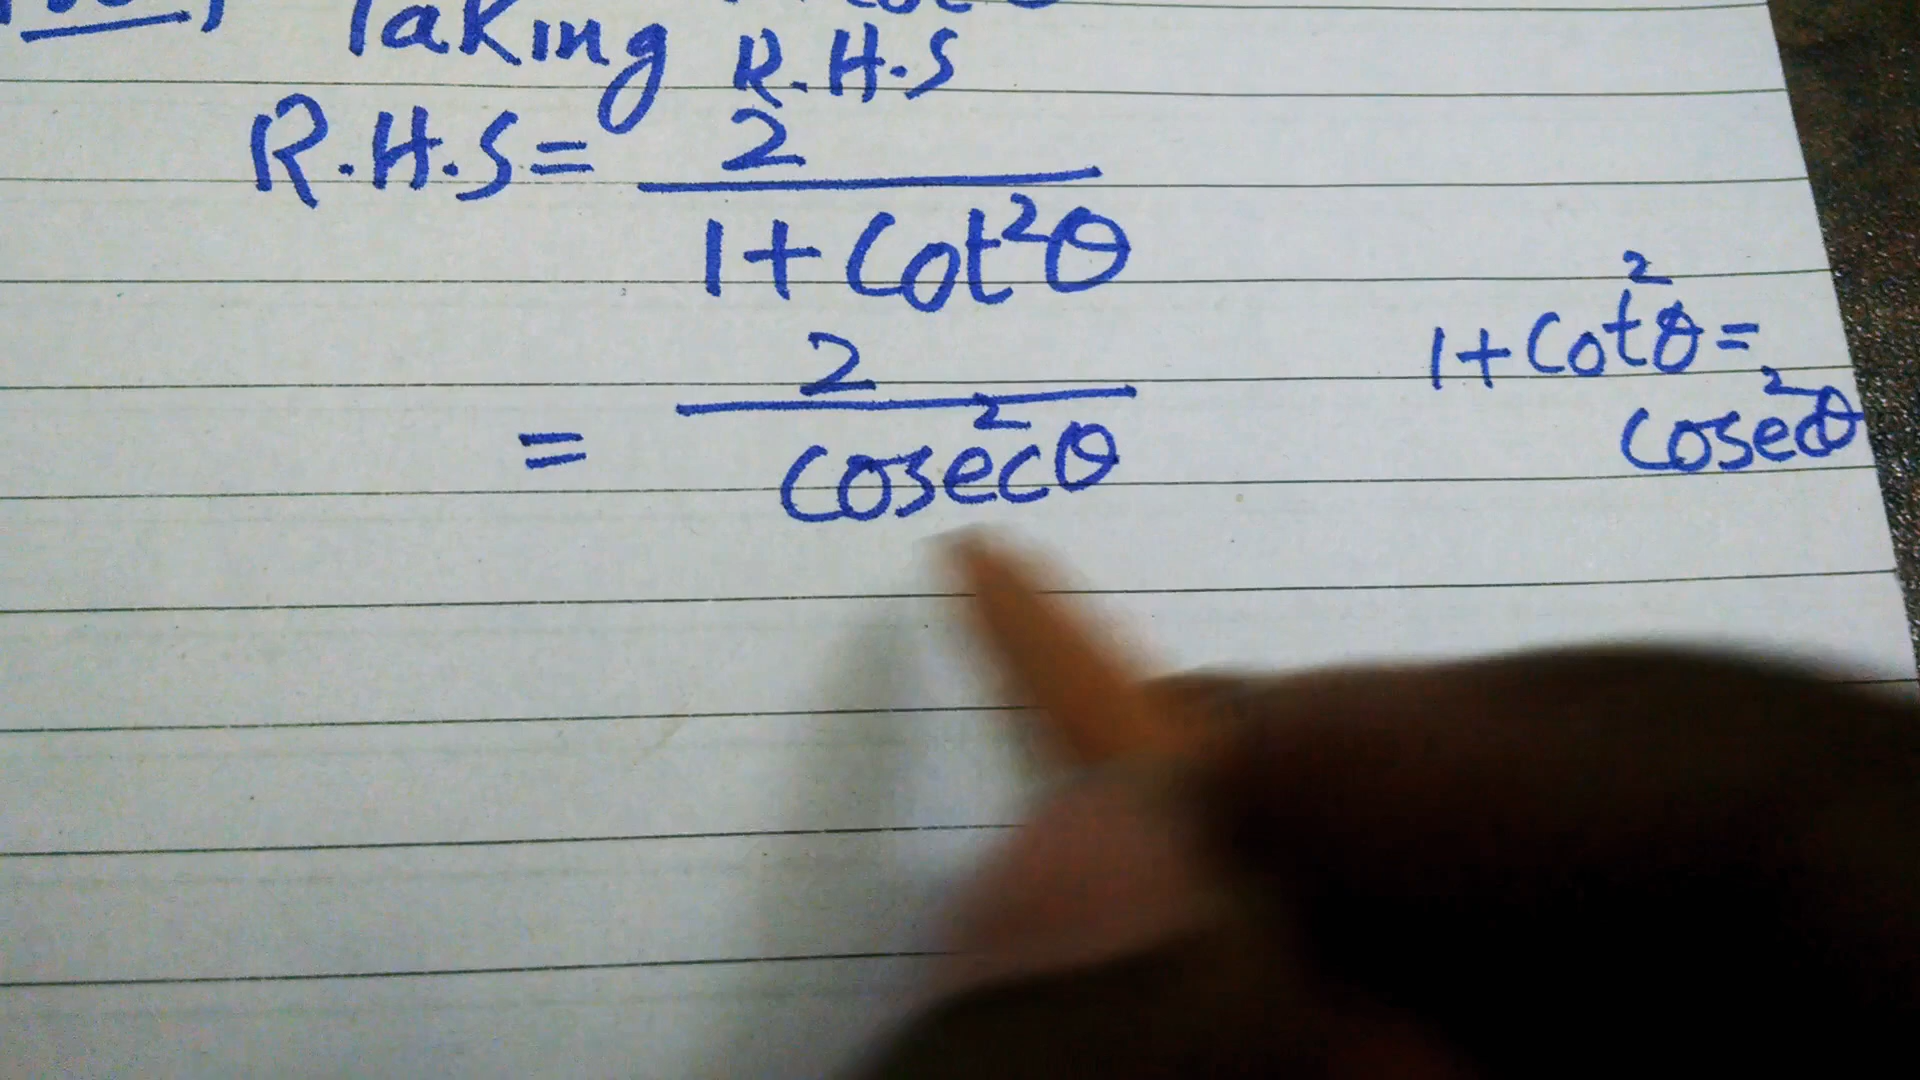 Taking R.H.S
R.H.S = 2
1 + Cot²θ
1 + Cot²θ =
= 2
cosec²θ
cosec²θ